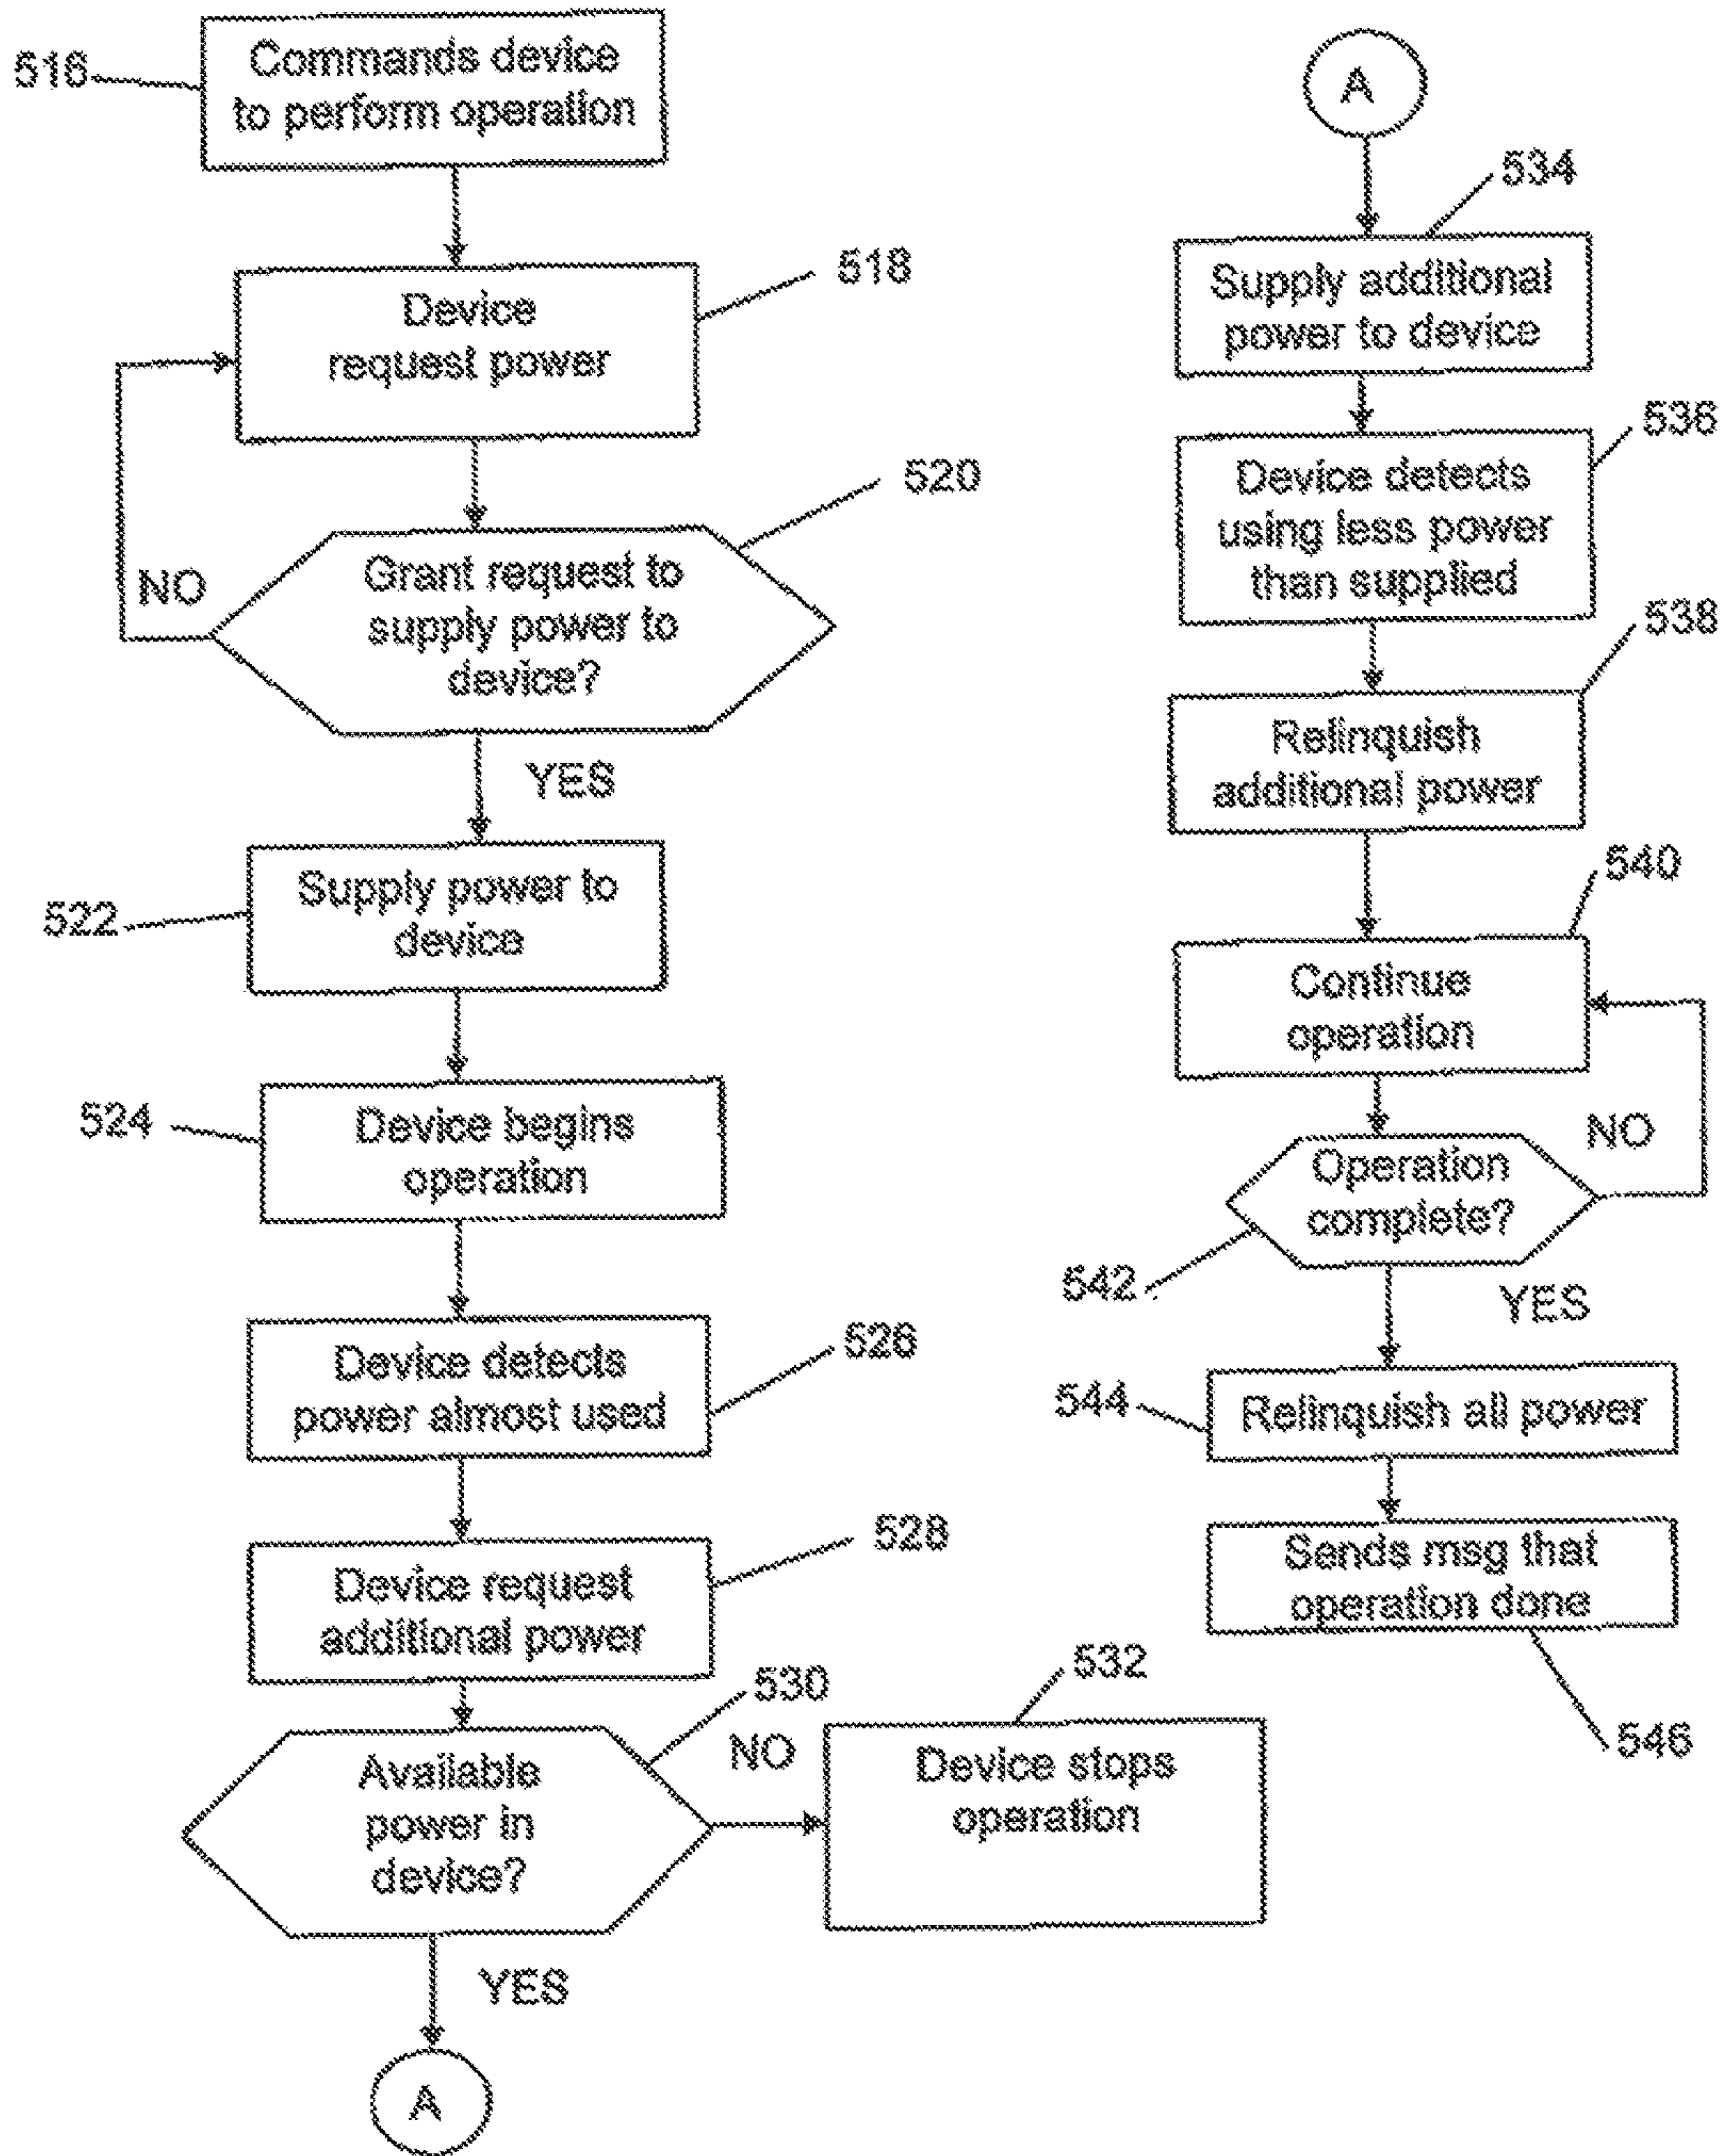 516
Commands device
to perform operation
518
Device
request power
520
Grant request to
supply power to
device?
NO
YES
522
Supply power to
device
524
Device begins
operation
526
Device detects
power almost used
528
Device request
additional power
530
Available
power in
device?
NO
532
Device stops
operation
YES
A
A
534
Supply additional
power to device
536
Device detects
using less power
than supplied
538
Relinquish
additional power
540
Continue
operation
NO
Operation
complete?
542
YES
544
Relinquish all power
Sends msg that
operation done
546